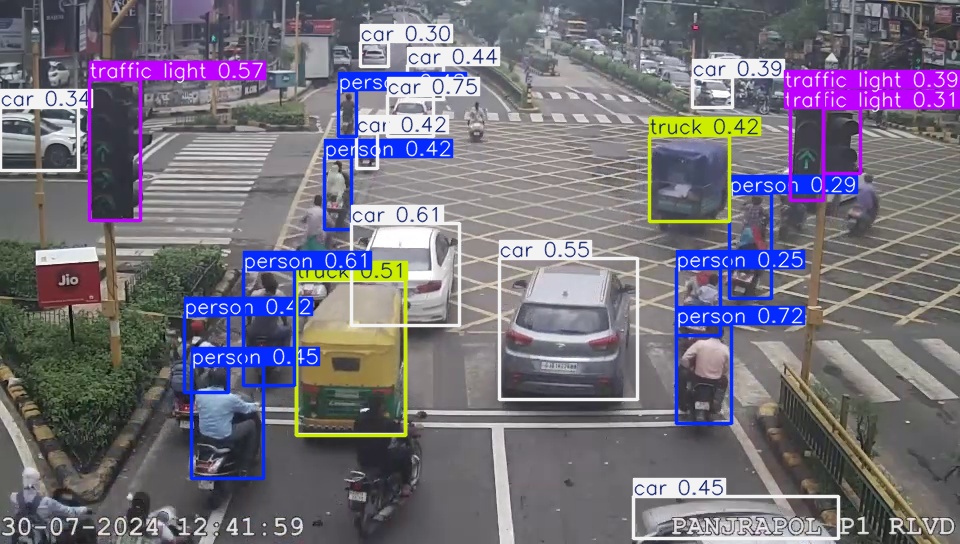 car 0.30
car 0.44
person
car 0.75
car 0.39
traffic light 0.57
traffic light 0.39
traffic light 0.31
car 0.34
car 0.42
truck 0.42
person 0.42
person 0.29
car 0.61
car 0.55
person 0.61
person 0.25
truck 0.51
Jio
person 0.42
person 0.72
person 0.45
car 0.45
30-07-2024 12:41:59
PANJRAPOL P1 RLVD